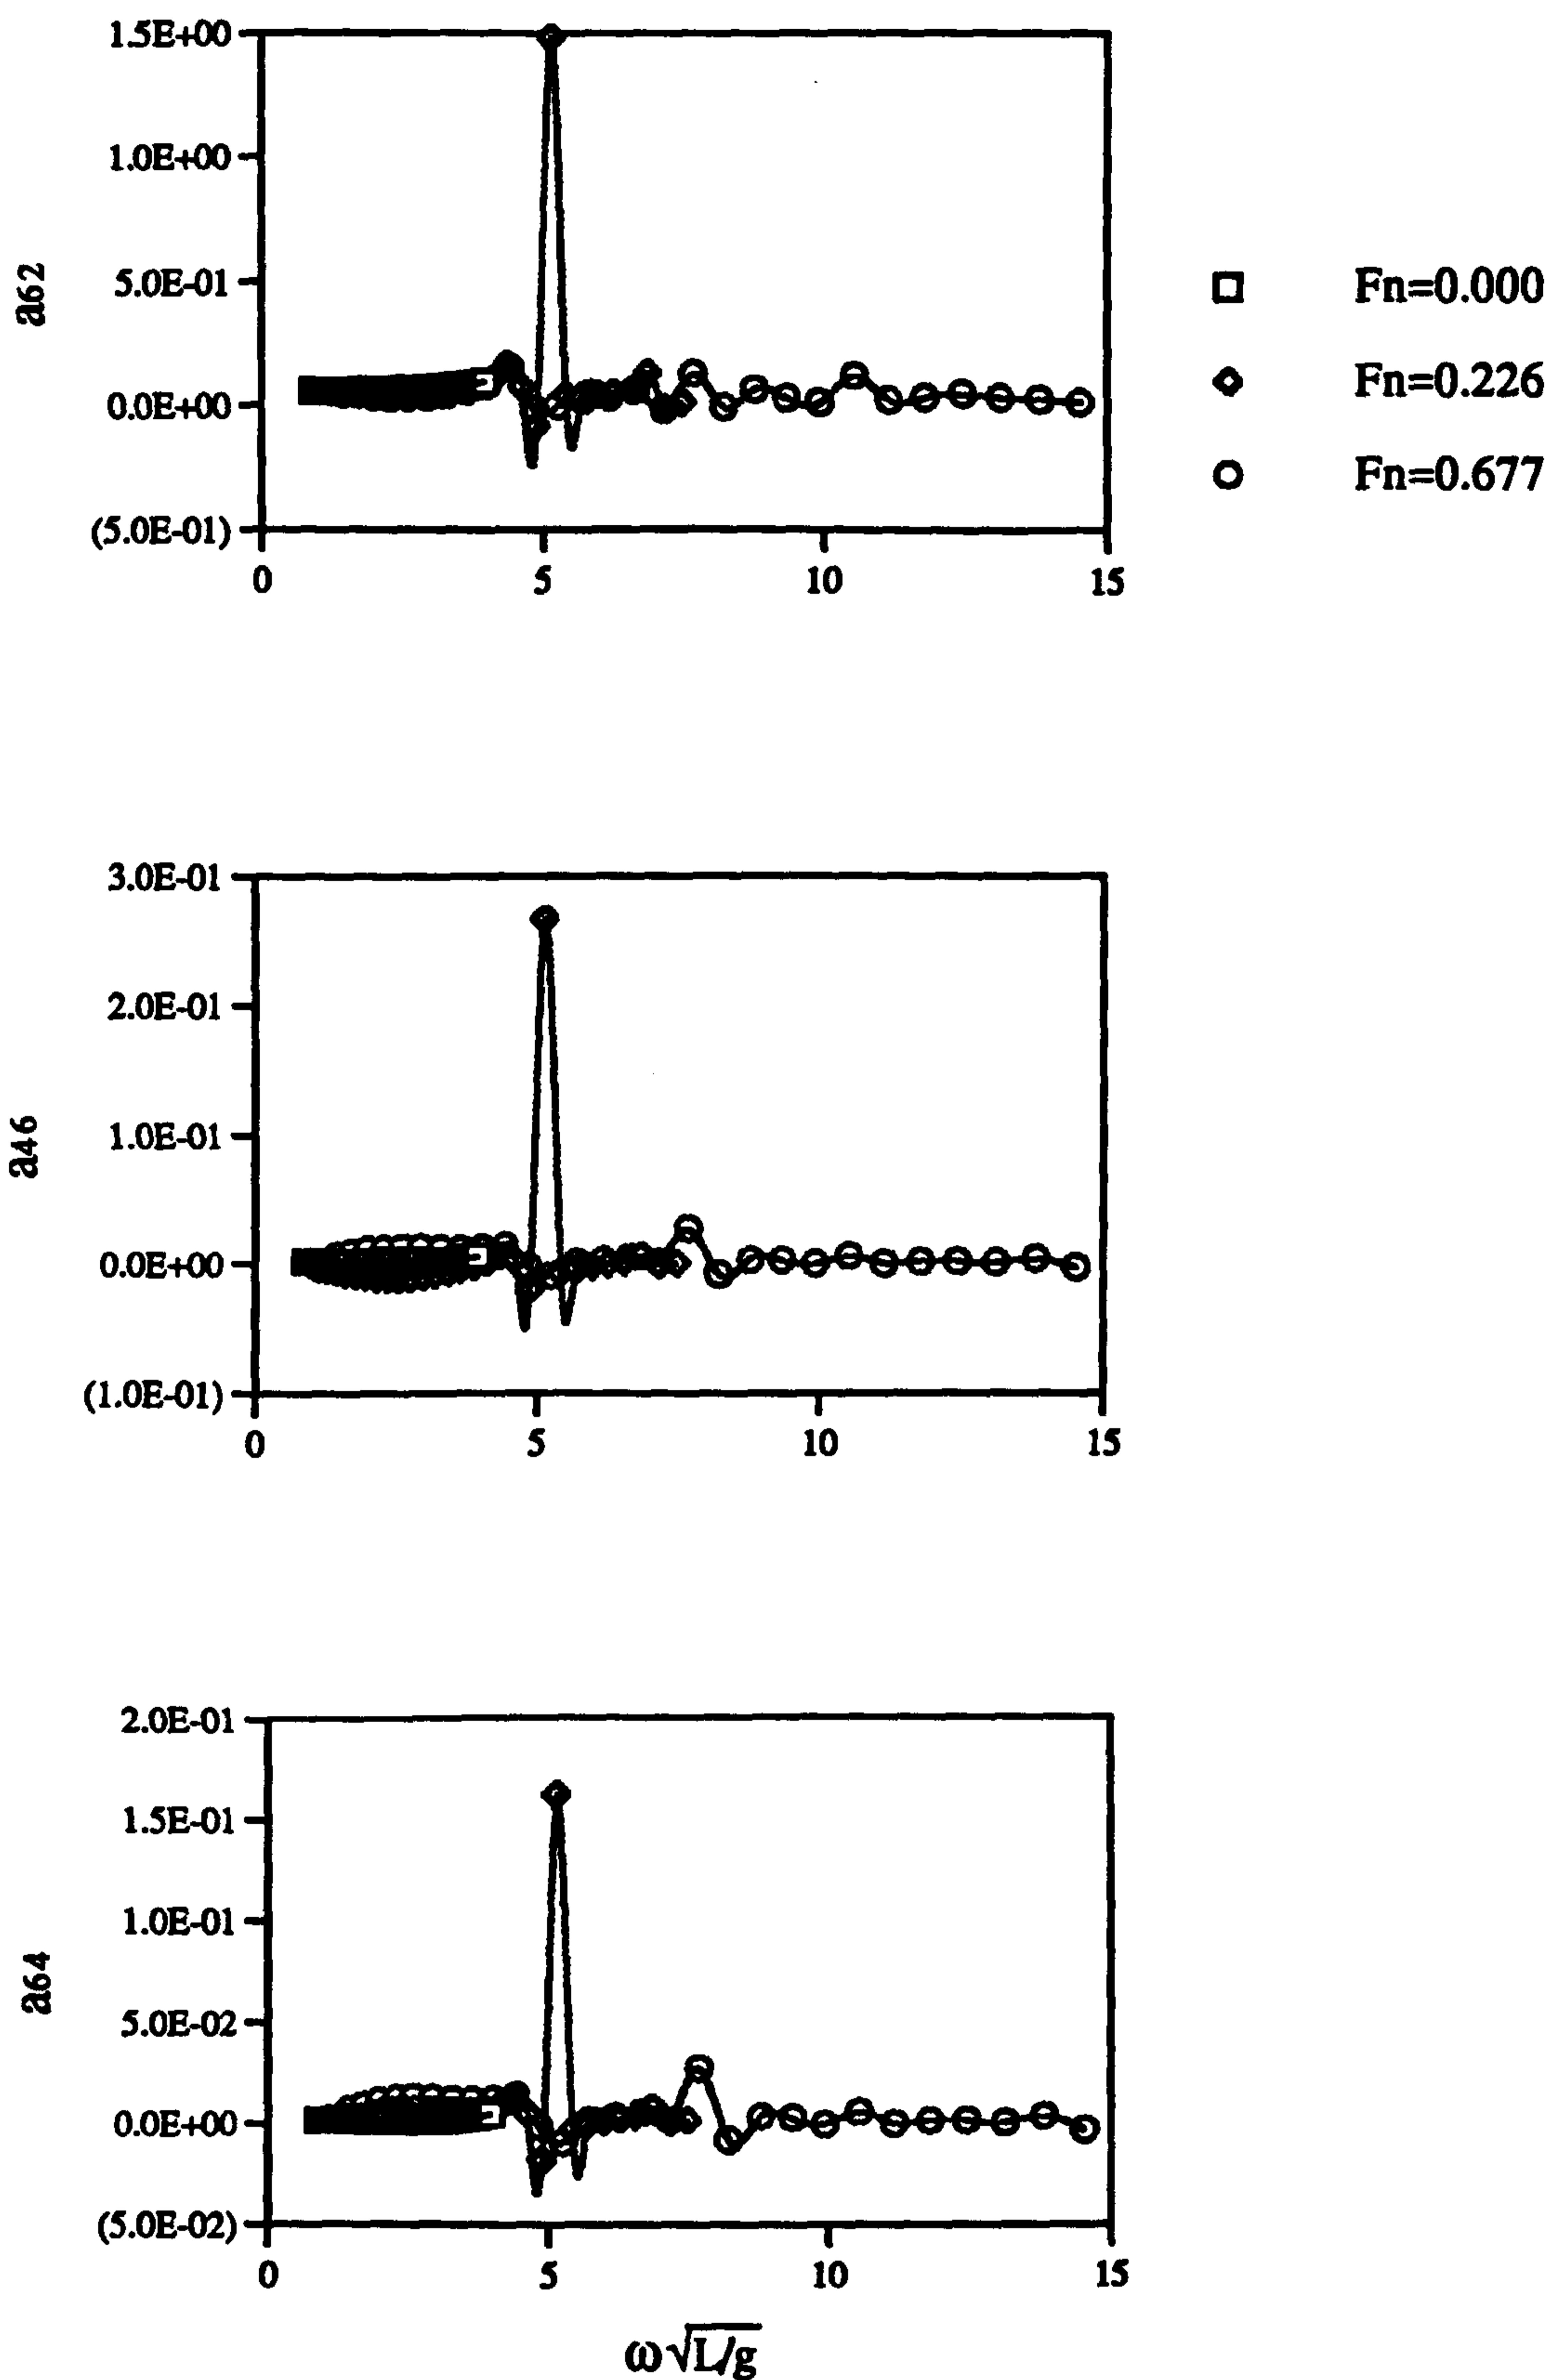 1.5E+00
1.0E+00
5.0E-01
0.0E+00
(5.0E-01)
a62
0
5
10
15
Fn=0.000
Fn=0.226
Fn=0.677
3.0E-01
2.0E-01
1.0E-01
0.0E+00
(1.0E-01)
a46
0
5
10
15
2.0E-01
1.5E-01
1.0E-01
5.0E-02
0.0E+00
(5.0E-02)
a64
0
5
10
15
ω√L/g